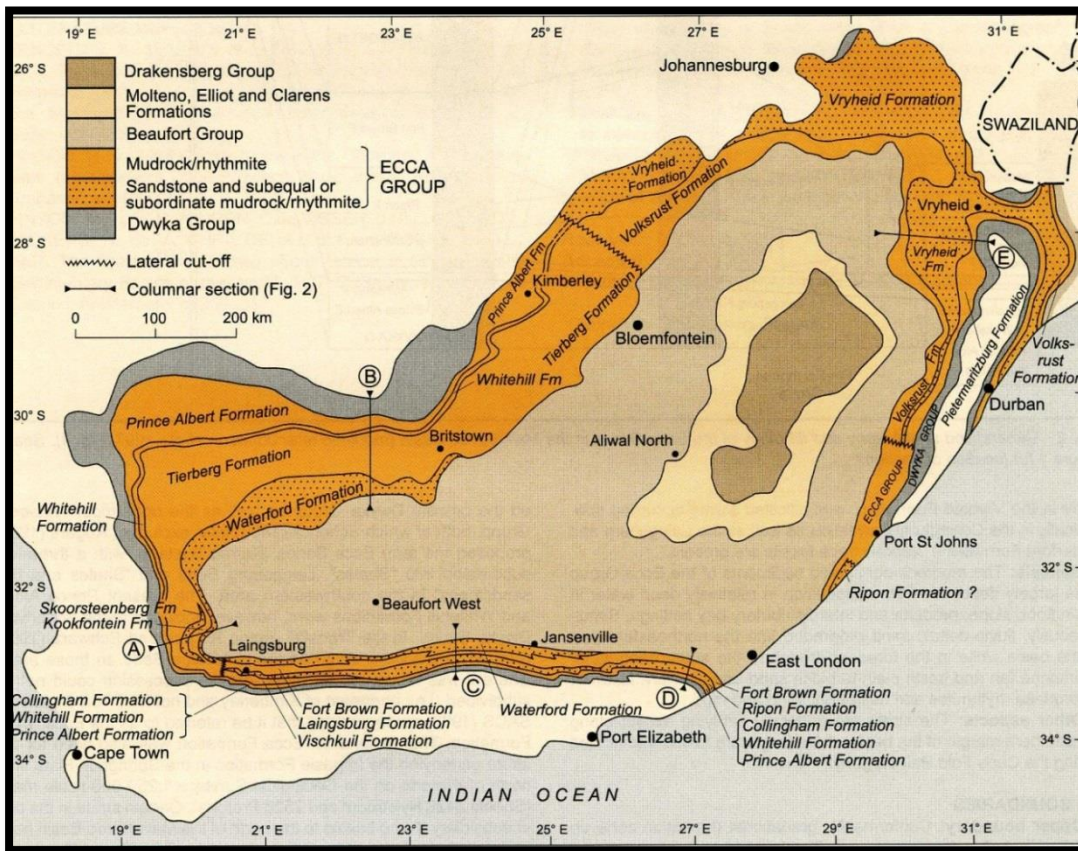 19° E
21° E
23° E
25° E
27° E
29° E
31° E
26° S
28° S
30° S
32° S
34° S
Drakensberg Group
Molteno, Elliot and Clarens
Formations
Beaufort Group
Mudrock/rhythmite
Sandstone and subequal or
subordinate mudrock/rhythmite
ECCA
GROUP
Dwyka Group
Lateral cut-off
Columnar section (Fig. 2)
0 100 200 km
Johannesburg
Vryheid Formation
SWAZILAND
Vryheid
Formation
Volksrust Formation
Vryheid
Vryheid
Fm
E
Prince Albert Fm
Kimberley
Tierberg Formation
Bloemfontein
Pietermaritzburg Formation
Volks-
rust
Formation
Volksrust Fm
DWYKA GROUP
Durban
B
Whitehill Fm
Prince Albert Formation
Britstown
Aliwal North
Tierberg Formation
Waterford Formation
ECCA GROUP
Whitehill
Formation
Port St Johns
Ripon Formation ?
Skoorsteenberg Fm
Kookfontein Fm
Beaufort West
A
Laingsburg
Jansenville
East London
C
D
Collingham Formation
Whitehill Formation
Prince Albert Formation
Fort Brown Formation
Laingsburg Formation
Vischkuil Formation
Waterford Formation
Fort Brown Formation
Ripon Formation
Collingham Formation
Whitehill Formation
Prince Albert Formation
Cape Town
Port Elizabeth
INDIAN OCEAN
32° S
34° S
19° E
21° E
23° E
25° E
27° E
29° E
31° E